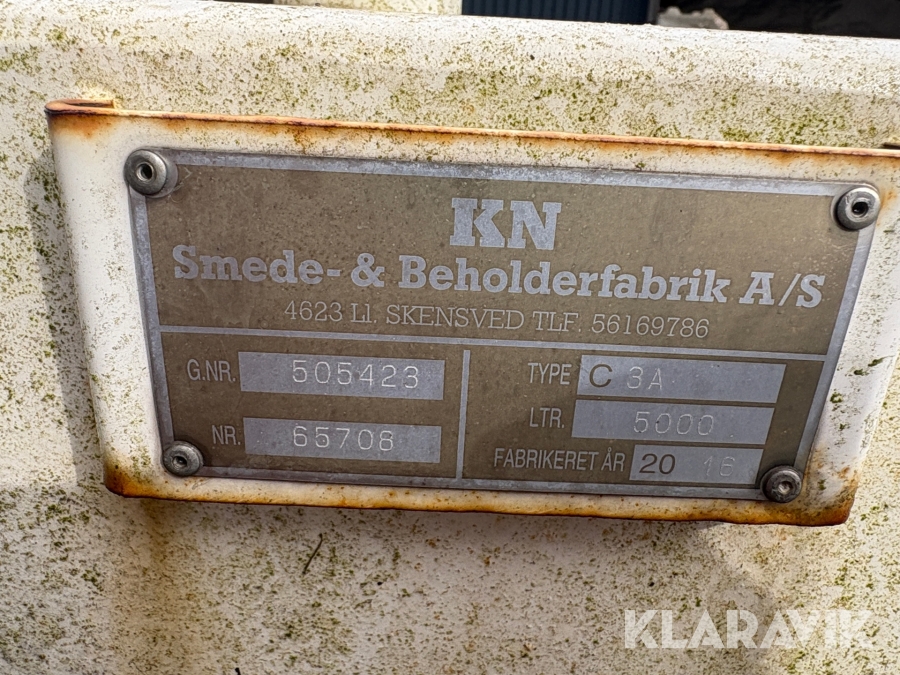 KN
Smede- & Beholderfabrik A/S
4623 Ll. SKENSVED TLF. 56169786
G.NR. 505423
NR. 65708
TYPE C 3A
LTR. 5000
FABRIKERET ÅR 20 16
KLARAVIK